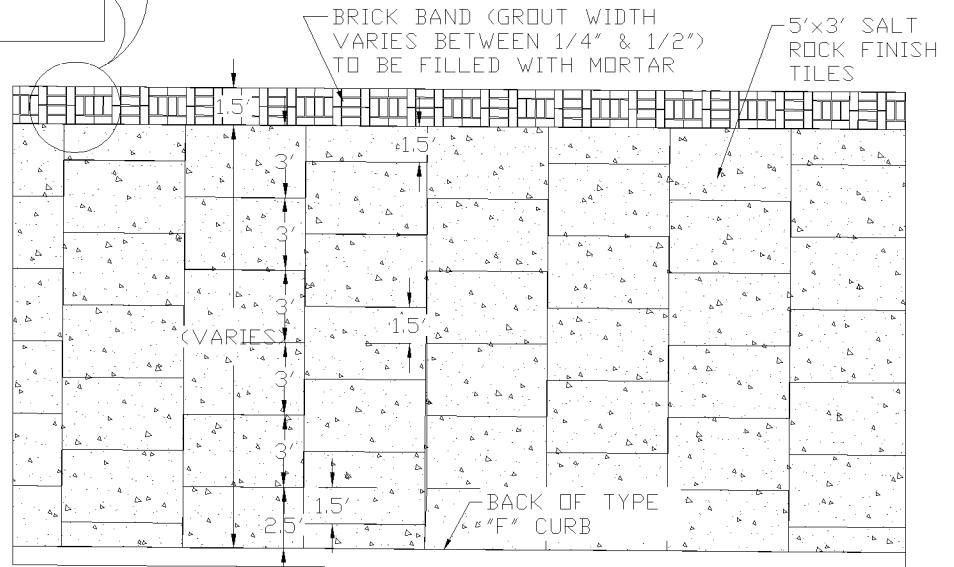 BRICK BAND (GROUT WIDTH
VARIES BETWEEN 1/4" & 1/2")
TO BE FILLED WITH MORTAR
5'x3' SALT
ROCK FINISH
TILES
1.5'
1.5'
3'
3'
3'
1.5'
(VARIES)
3'
3'
1.5'
2.5'
BACK OF TYPE
"F" CURB